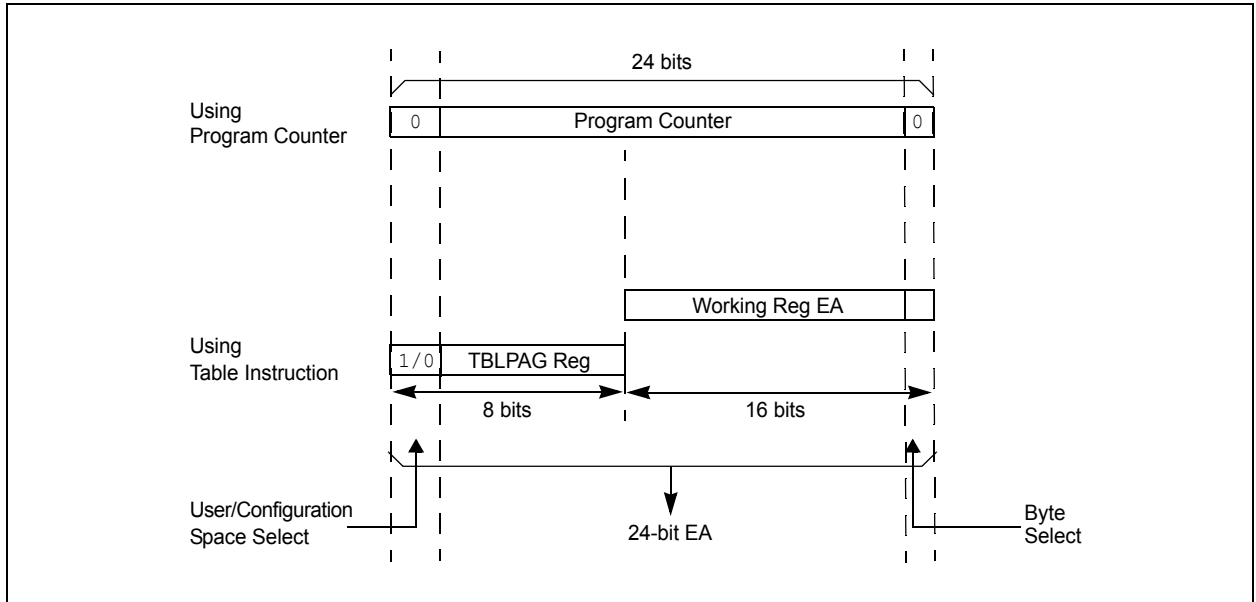 24 bits
Using
Program Counter
0
Program Counter
0
Working Reg EA
Using
Table Instruction
1/0
TBLPAG Reg
8 bits
16 bits
User/Configuration
Space Select
24-bit EA
Byte
Select